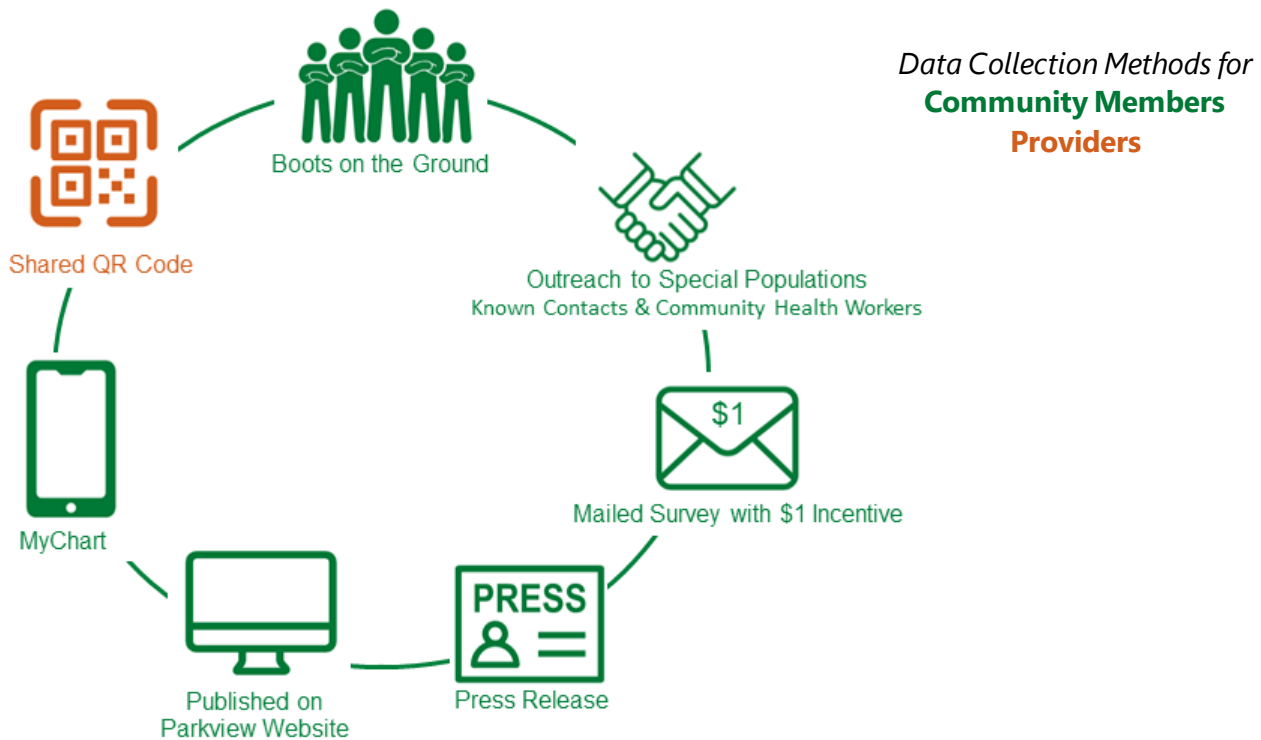 Data Collection Methods for
Community Members
Providers
Boots on the Ground
Outreach to Special Populations
Known Contacts & Community Health Workers
$1
Mailed Survey with $1 Incentive
PRESS
Press Release
Published on
Parkview Website
MyChart
Shared QR Code